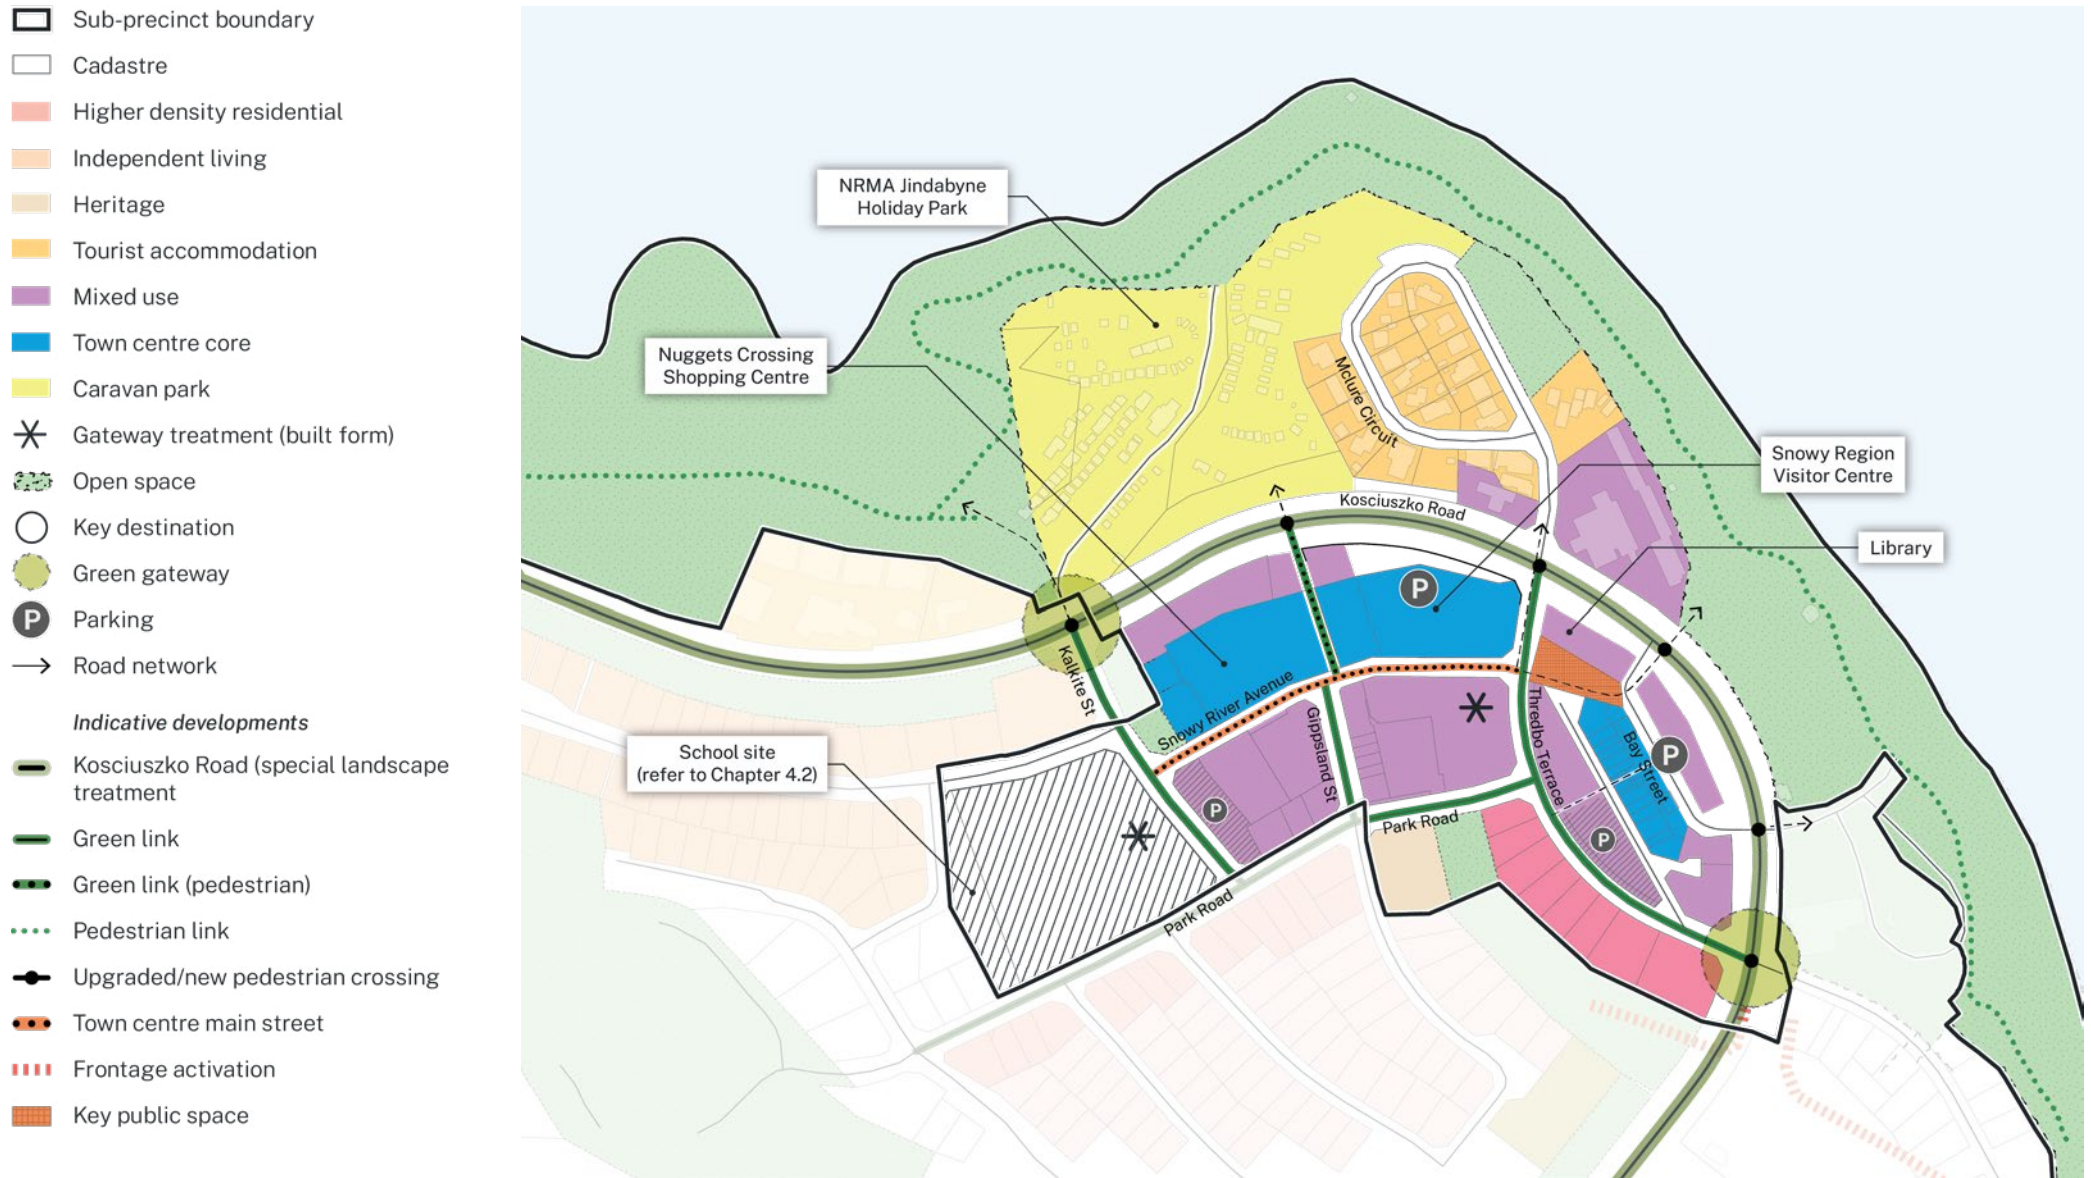 Sub-precinct boundary
Cadastre
Higher density residential
Independent living
Heritage
Tourist accommodation
Mixed use
Town centre core
Caravan park
Gateway treatment (built form)
Open space
Key destination
Green gateway
P Parking
Road network
Indicative developments
Kosciuszko Road (special landscape
treatment
Green link
Green link (pedestrian)
Pedestrian link
Upgraded/new pedestrian crossing
Town centre main street
Frontage activation
Key public space
NRMA Jindabyne
Holiday Park
Nuggets Crossing
Shopping Centre
Mclure Circuit
Snowy Region
Visitor Centre
Kosciuszko Road
Library
P
Kalkite St
Snowy River Avenue
Gippsland St
Thredbo Terrace
Bay Street
P
School site
(refer to Chapter 4.2)
P
Park Road
P
Park Road